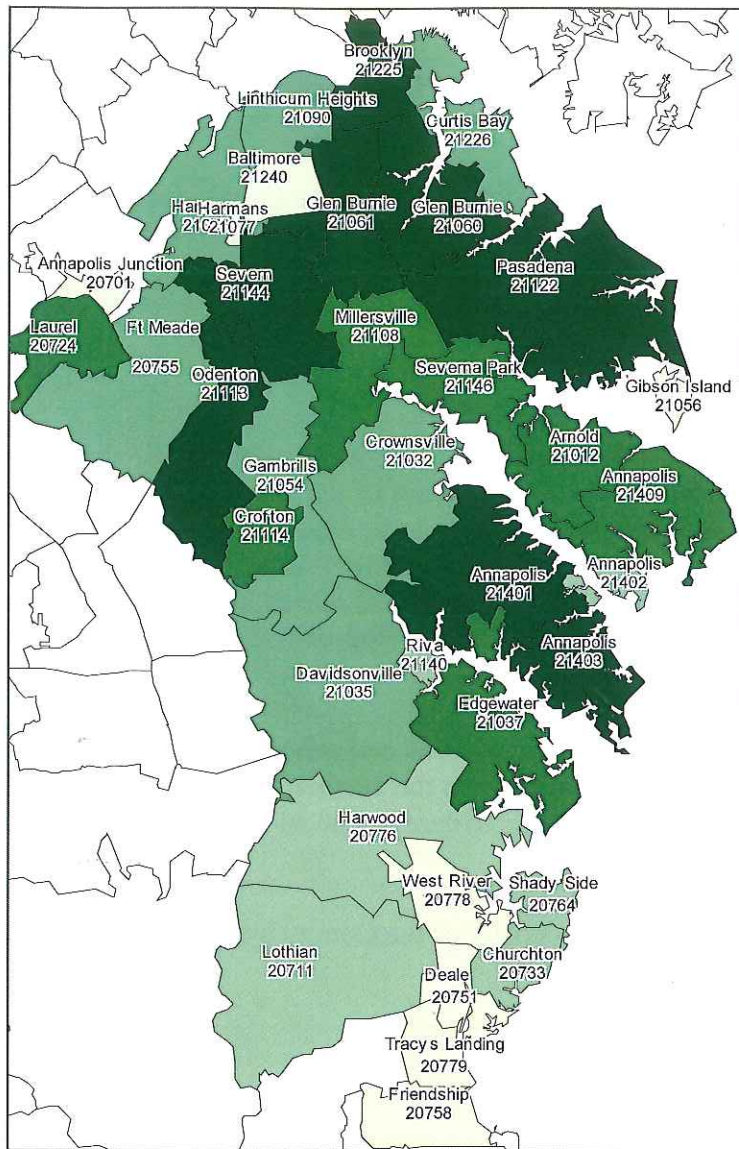 Brooklyn
21225
Linthicum Heights
21090
Curtis Bay
21226
Baltimore
21240
Harmans
21077
Glen Burnie
21061
Glen Burnie
21060
Annapolis Junction
20701
Severn
21144
Pasadena
21122
Laurel
20724
Ft Meade
20755
Millersville
21108
Odenton
21113
Severna Park
21146
Gibson Island
21056
Crownsville
21032
Arnold
21012
Gambrills
21054
Annapolis
21409
Crofton
21114
Annapolis
21401
Annapolis
21402
Riva
21140
Annapolis
21403
Davidsonville
21035
Edgewater
21037
Harwood
20776
West River
20778
Shady Side
20764
Lothian
20711
Churchton
20733
Deale
20751
Tracy's Landing
20779
Friendship
20758